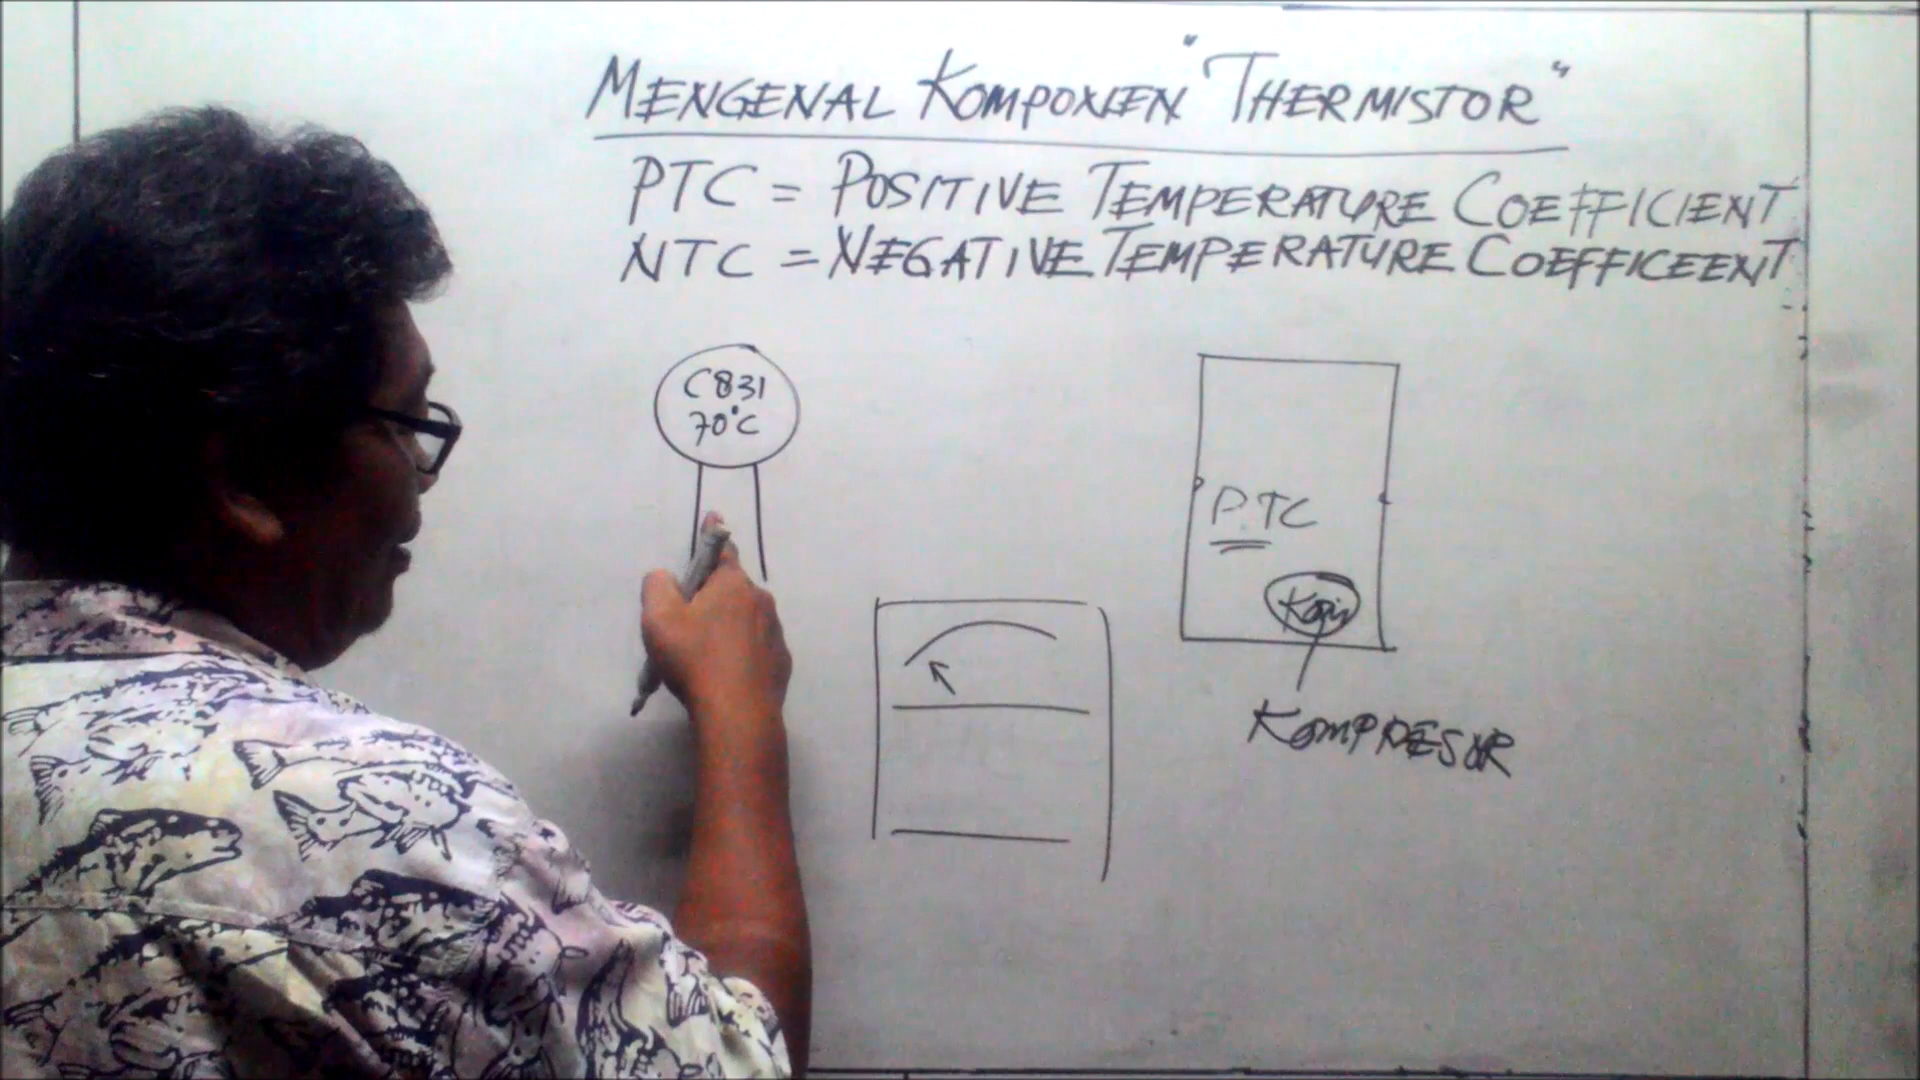 MENGENAL KOMPONEN "THERMISTOR"
PTC = POSITIVE TEMPERATURE COEFFICIENT
NTC = NEGATIVE TEMPERATURE COEFFICEENT
C831
70°C
PTC
KOMPRESOR